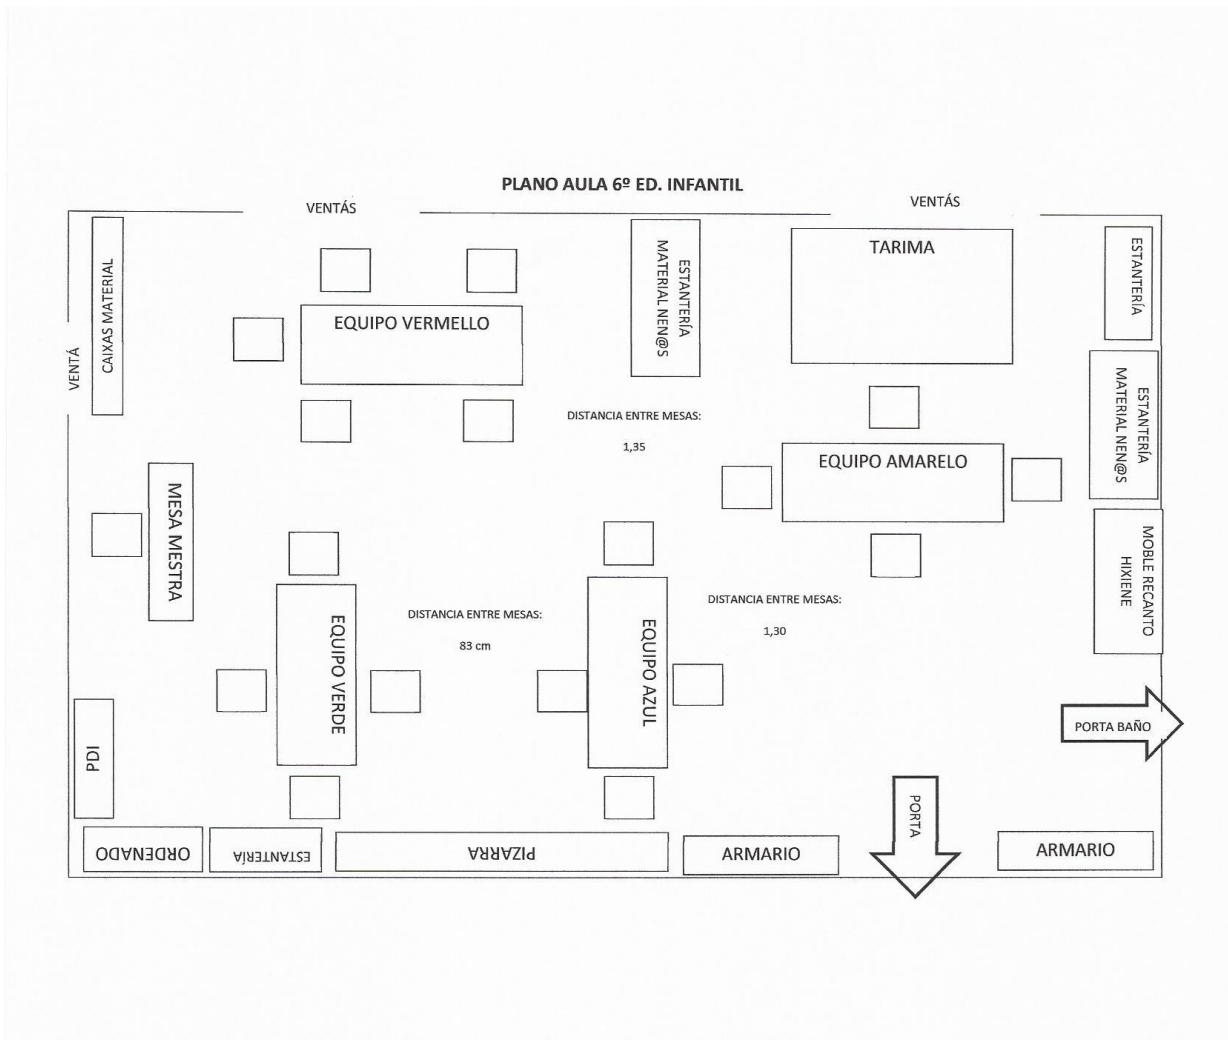 PLANO AULA 6º ED. INFANTIL
VENTÁS
VENTÁS
CAIXAS MATERIAL
VENTÁ
EQUIPO VERMELLO
ESTANTERÍA
MATERIAL NEN@S
TARIMA
ESTANTERÍA
DISTANCIA ENTRE MESAS:
1,35
EQUIPO AMARELO
ESTANTERÍA
MATERIAL NEN@S
MESA MESTRA
EQUIPO VERDE
DISTANCIA ENTRE MESAS:
83 cm
EQUIPO AZUL
DISTANCIA ENTRE MESAS:
1,30
MOBLE RECANTO
HIXIENE
PDI
PORTA BAÑO
PORTA
ORDENADO
ESTANTERÍA
PIZARRA
ARMARIO
ARMARIO